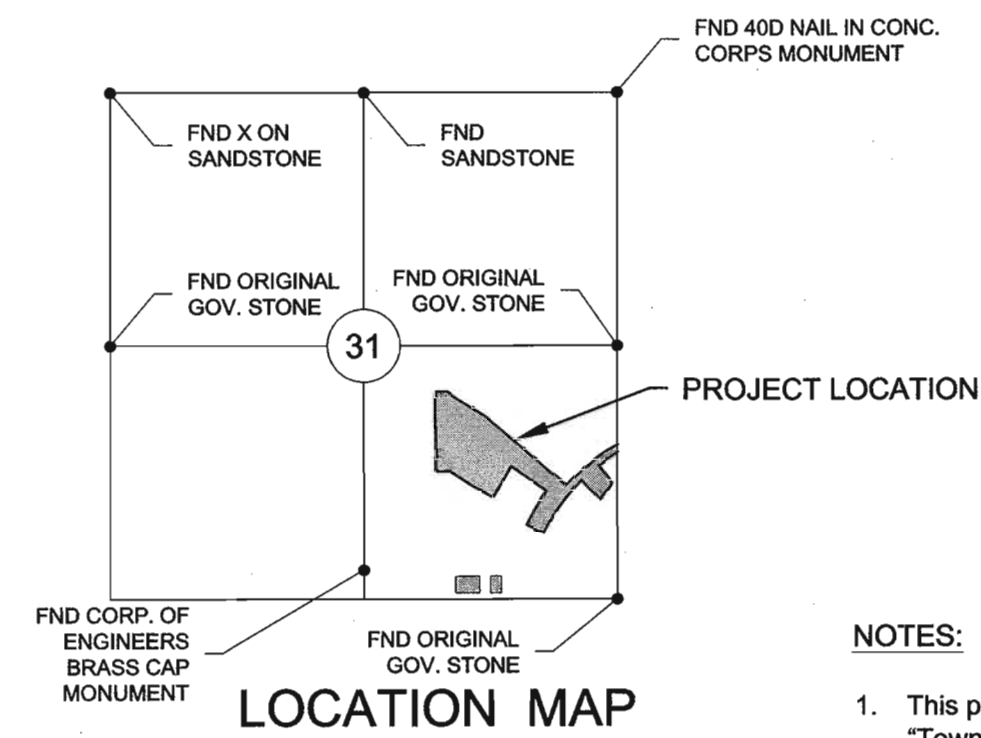 FND 40D NAIL IN CONC.
CORPS MONUMENT
FND X ON
SANDSTONE
FND
SANDSTONE
FND ORIGINAL
GOV. STONE
FND ORIGINAL
GOV. STONE
31
PROJECT LOCATION
FND CORP. OF
ENGINEERS
BRASS CAP
MONUMENT
FND ORIGINAL
GOV. STONE
LOCATION MAP
NOTES:
1. This p
"Town